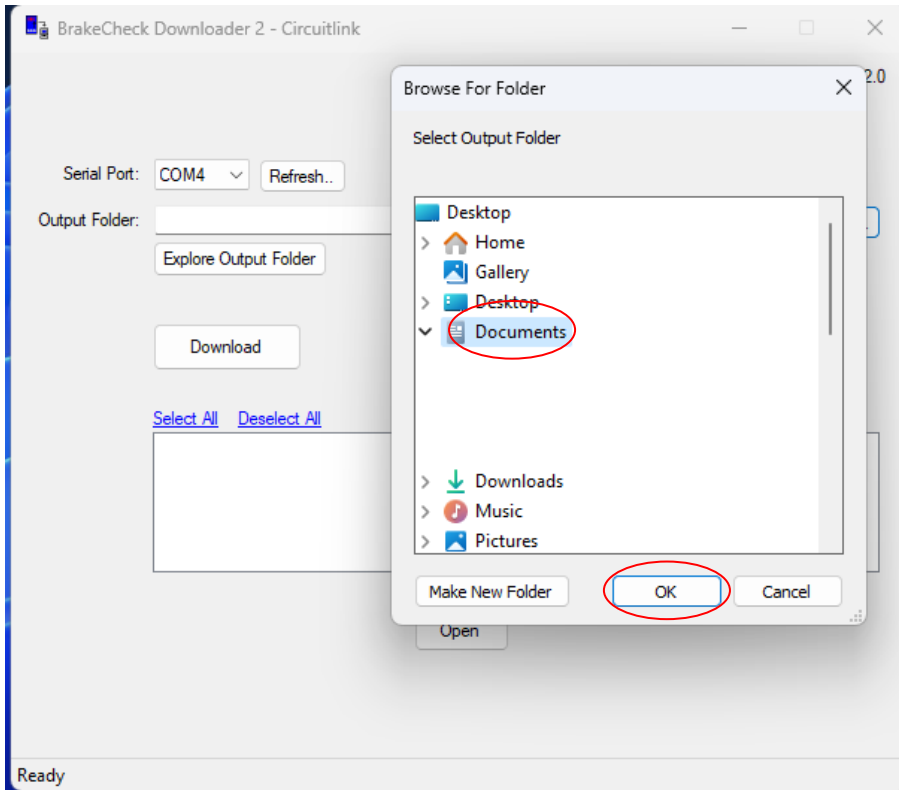 BrakeCheck Downloader 2 - Circuitlink
2.0
Serial Port:
COM4
Refresh..
Output Folder:
Explore Output Folder
Download
Select All
Deselect All
Open
Ready
Browse For Folder
Select Output Folder
Desktop
Home
Gallery
Desktop
Documents
Downloads
Music
Pictures
Make New Folder
OK
Cancel